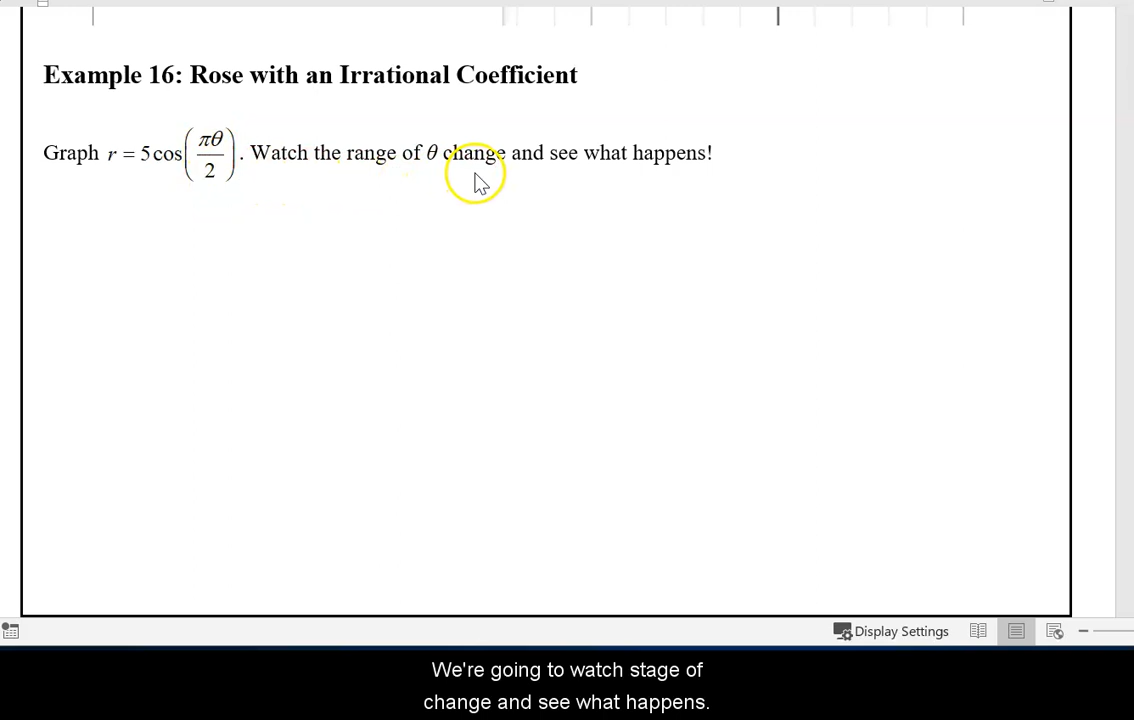 Example 16: Rose with an Irrational Coefficient
Graph r = 5cos(πθ/2). Watch the range of θ change and see what happens!
Display Settings
We're going to watch stage of
change and see what happens.